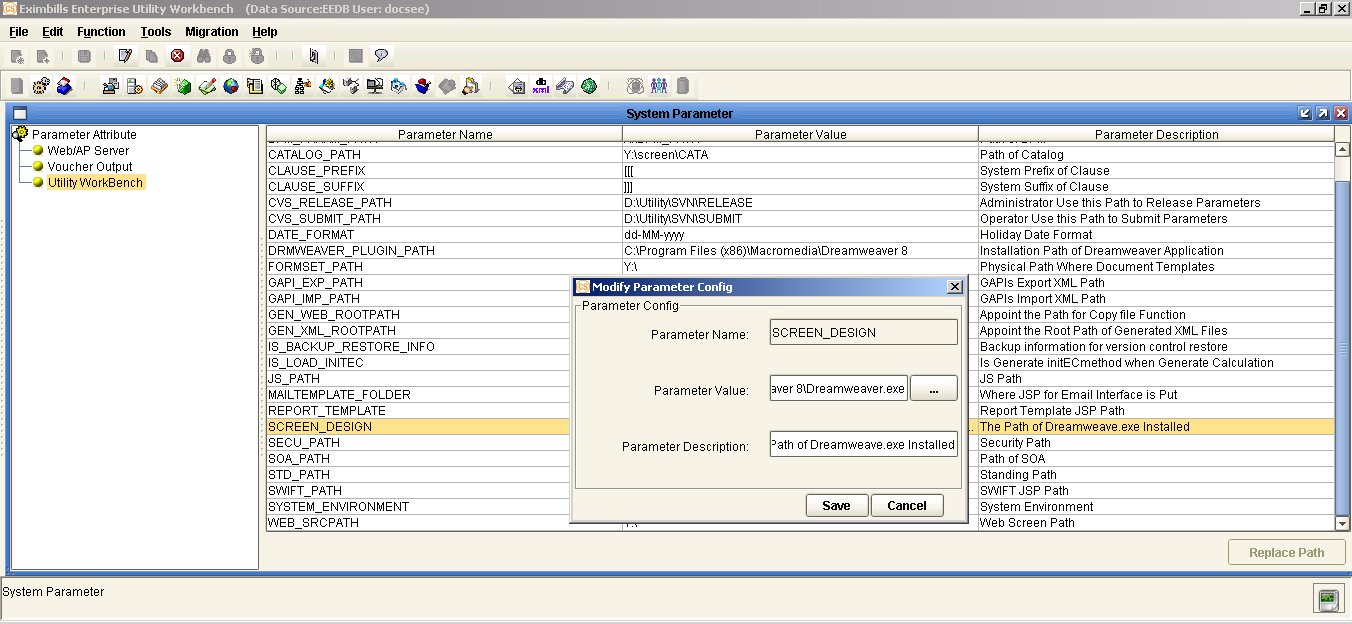 Eximbills Enterprise Utility Workbench (Data Source:EEDB User: docsee)
File Edit Function Tools Migration Help
System Parameter
Parameter Attribute
Web/AP Server
Voucher Output
Utility WorkBench
Parameter Name Parameter Value Parameter Description
CATALOG_PATH Y:\screen\CATA Path of Catalog
CLAUSE_PREFIX [[[ System Prefix of Clause
CLAUSE_SUFFIX ]]] System Suffix of Clause
CVS_RELEASE_PATH D:\Utility\SVN\RELEASE Administrator Use this Path to Release Parameters
CVS_SUBMIT_PATH D:\Utility\SVN\SUBMIT Operator Use this Path to Submit Parameters
DATE_FORMAT dd-MM-yyyy Holiday Date Format
DRMWEAVER_PLUGIN_PATH C:\Program Files (x86)\Macromedia\Dreamweaver 8 Installation Path of Dreamweaver Application
FORMSET_PATH Y:\ Physical Path Where Document Templates
GAPI_EXP_PATH GAPIs Export XML Path
GAPI_IMP_PATH GAPIs Import XML Path
GEN_WEB_ROOTPATH Appoint the Path for Copy file Function
GEN_XML_ROOTPATH Appoint the Root Path of Generated XML Files
IS_BACKUP_RESTORE_INFO Backup information for version control restore
IS_LOAD_INITEC Is Generate initECmethod when Generate Calculation
JS_PATH JS Path
MAILTEMPLATE_FOLDER Where JSP for Email Interface is Put
REPORT_TEMPLATE Report Template JSP Path
SCREEN_DESIGN The Path of Dreamweave.exe Installed
SECU_PATH Security Path
SOA_PATH Path of SOA
STD_PATH Standing Path
SWIFT_PATH SWIFT JSP Path
SYSTEM_ENVIRONMENT System Environment
WEB_SRCPATH Web Screen Path
Modify Parameter Config
Parameter Config
Parameter Name: SCREEN_DESIGN
Parameter Value: aver 8\Dreamweaver.exe ...
Parameter Description: Path of Dreamweave.exe Installed
Save Cancel
Replace Path
System Parameter